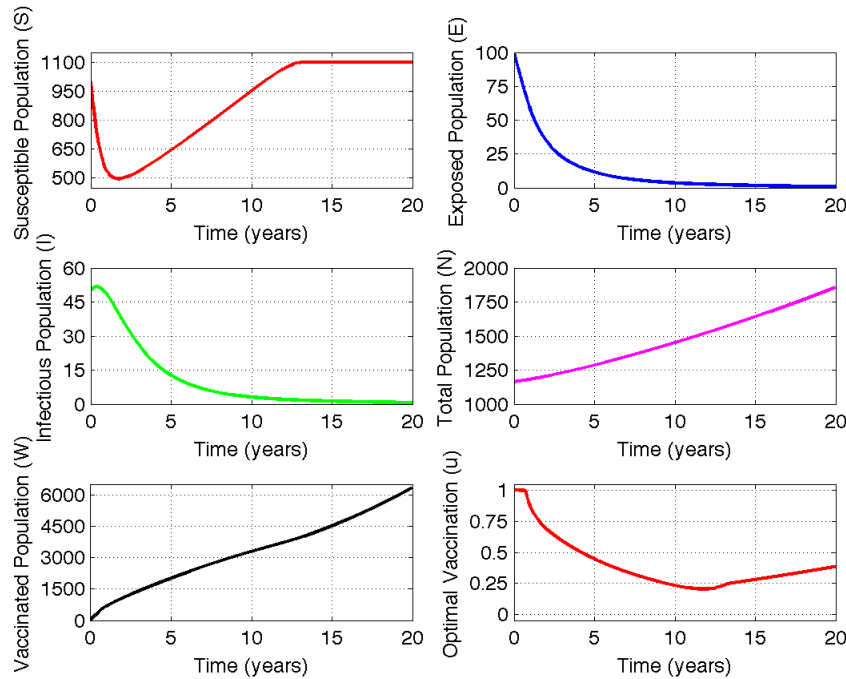 Susceptible Population (S)
1100
950
800
650
500
0 5 10 15 20
Time (years)
Exposed Population (E)
100
75
50
25
0
0 5 10 15 20
Time (years)
Infectious Population (I)
60
45
30
15
0
0 5 10 15 20
Time (years)
Total Population (N)
2000
1750
1500
1250
1000
0 5 10 15 20
Time (years)
Vaccinated Population (W)
6000
4500
3000
1500
0
0 5 10 15 20
Time (years)
Optimal Vaccination (u)
1
0.75
0.5
0.25
0
0 5 10 15 20
Time (years)